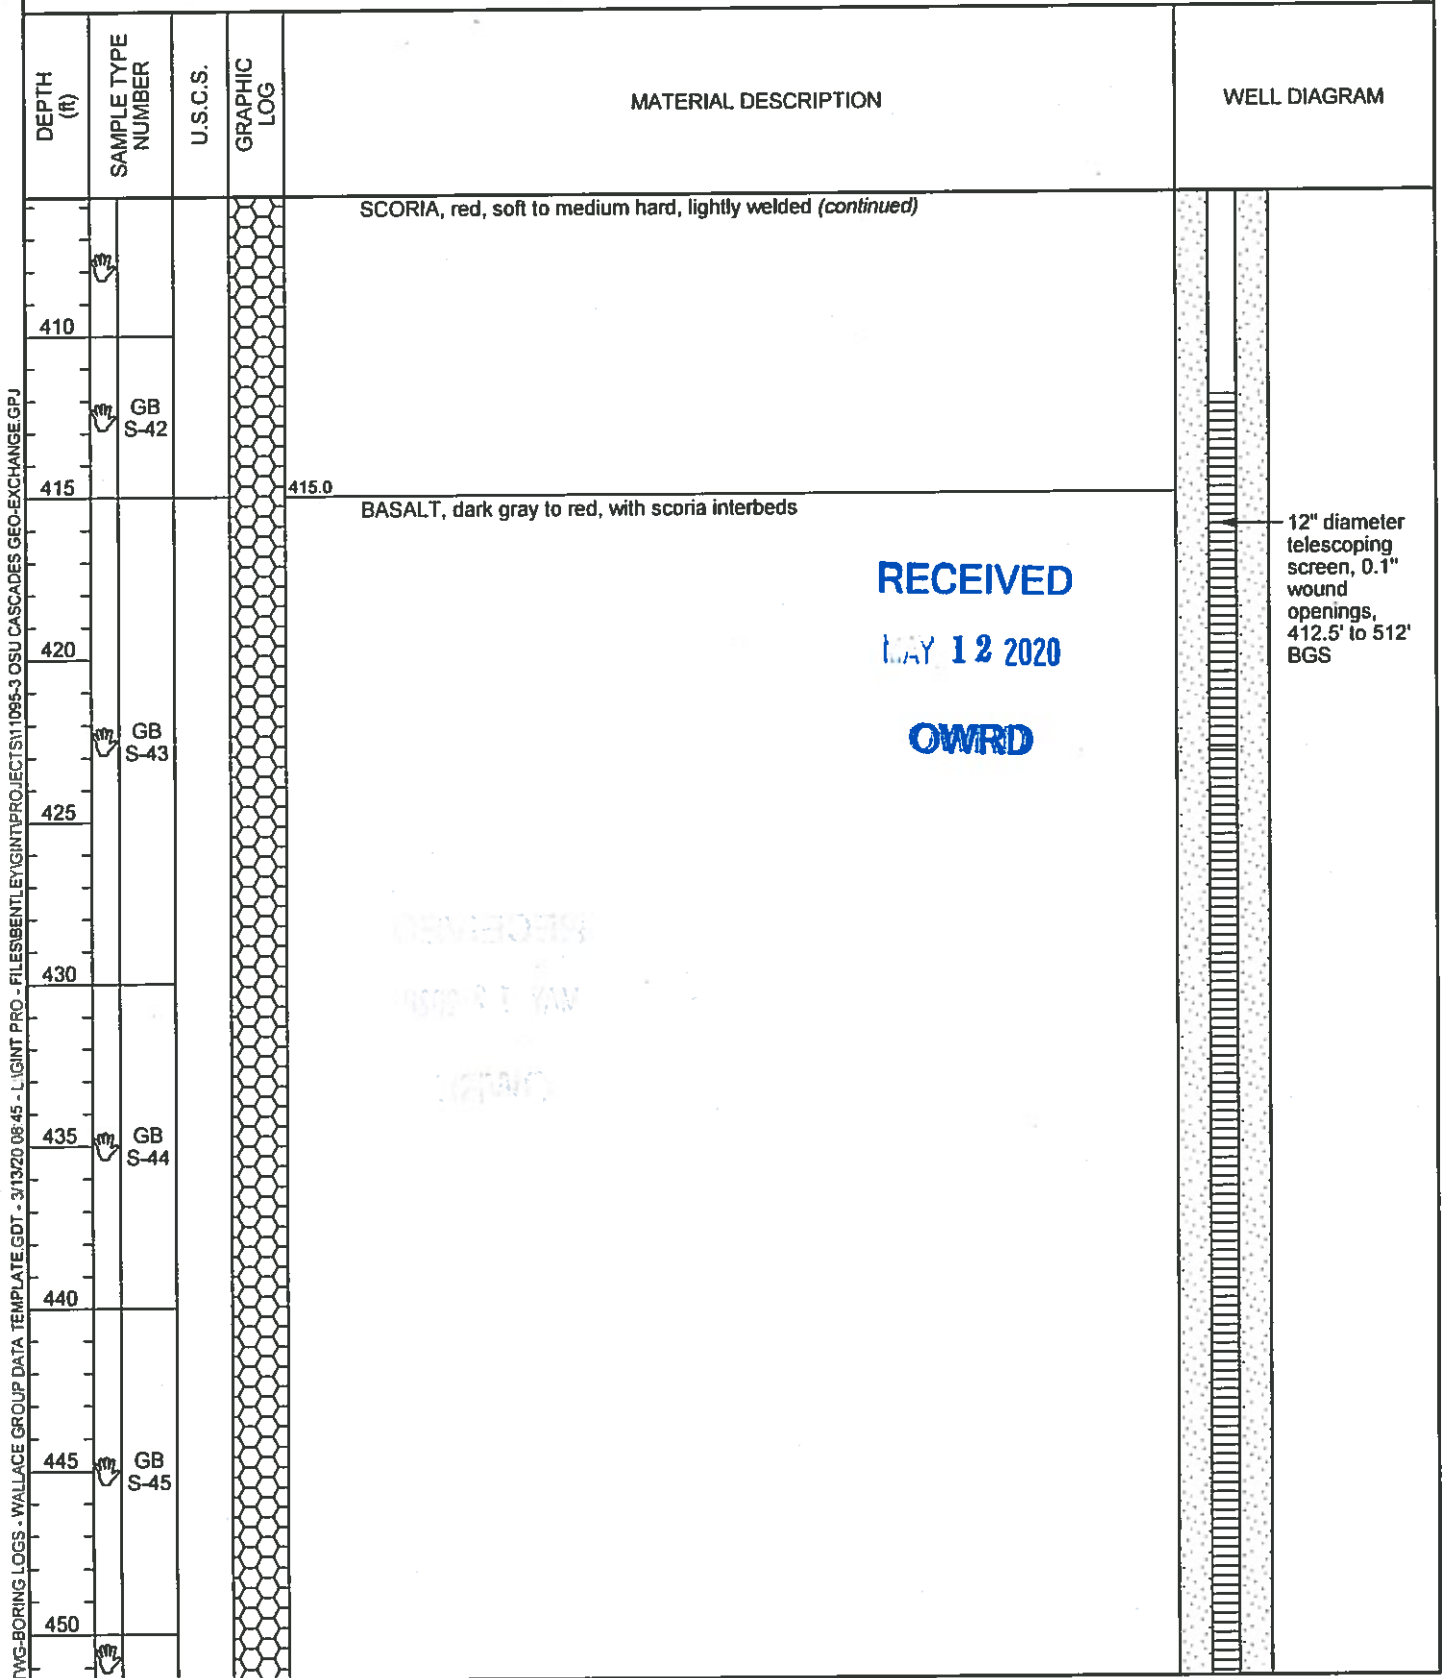 DEPTH
(ft)
SAMPLE TYPE
NUMBER
U.S.C.S.
GRAPHIC
LOG
MATERIAL DESCRIPTION
WELL DIAGRAM
SCORIA, red, soft to medium hard, lightly welded (continued)
410
GB
S-42
415
415.0
BASALT, dark gray to red, with scoria interbeds
12" diameter
telescoping
screen, 0.1"
wound
openings,
412.5' to 512'
BGS
RECEIVED
MAY 12 2020
OWRD
420
GB
S-43
425
430
435
GB
S-44
440
445
GB
S-45
450
TWG-BORING LOGS - WALLACE GROUP DATA TEMPLATE.GDT - 3/13/20 08:45 - L:\GINT PRO - FILES\BENTLEY\GINT\PROJECTS\11095-3 OSU CASCADES GEO-EXCHANGE.GPJ